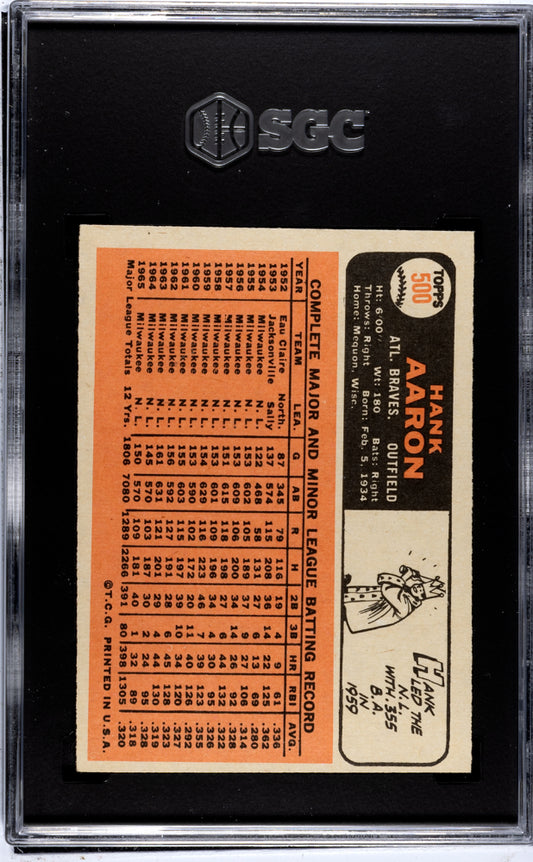 SGC
TOPPS
500
HANK
AARON
ATL. BRAVES. OUTFIELD
Ht: 6'00" Wt: 180 Bats: Right
Throws: Right Born: Feb. 5, 1934
Home: Mequon, Wisc.
HANK
LED THE
N.L.
WITH .355
B.A.
IN
1959
COMPLETE MAJOR AND MINOR LEAGUE BATTING RECORD
YEAR TEAM LEA. G AB R H 2B 3B HR RBI AVG.
1952 Eau Claire North. 87 345 79 116 19 4 9 61 .336
1953 Jacksonville Sally 137 574 115 208 36 14 22 125 .362
1954 Milwaukee N. L. 122 468 58 131 27 6 13 69 .280
1955 Milwaukee N. L. 153 602 105 189 37 9 27 106 .314
1956 Milwaukee N. L. 153 609 106 200 34 14 26 92 .328
1957 Milwaukee N. L. 151 615 118 198 27 6 44 132 .322
1958 Milwaukee N. L. 153 601 109 196 34 4 30 95 .326
1959 Milwaukee N. L. 154 629 116 223 46 7 39 123 .355
1960 Milwaukee N. L. 153 590 102 172 20 11 40 126 .292
1961 Milwaukee N. L. 155 603 115 197 39 10 34 120 .327
1962 Milwaukee N. L. 156 592 127 191 28 6 45 128 .323
1963 Milwaukee N. L. 161 631 121 201 29 4 44 130 .319
1964 Milwaukee N. L. 145 570 103 187 30 2 24 95 .328
1965 Milwaukee N. L. 150 570 109 181 40 1 32 89 .318
Major League Totals 12 Yrs. 1806 7080 1289 2266 391 80 398 1305 .320
©T.C.G. PRINTED IN U.S.A.